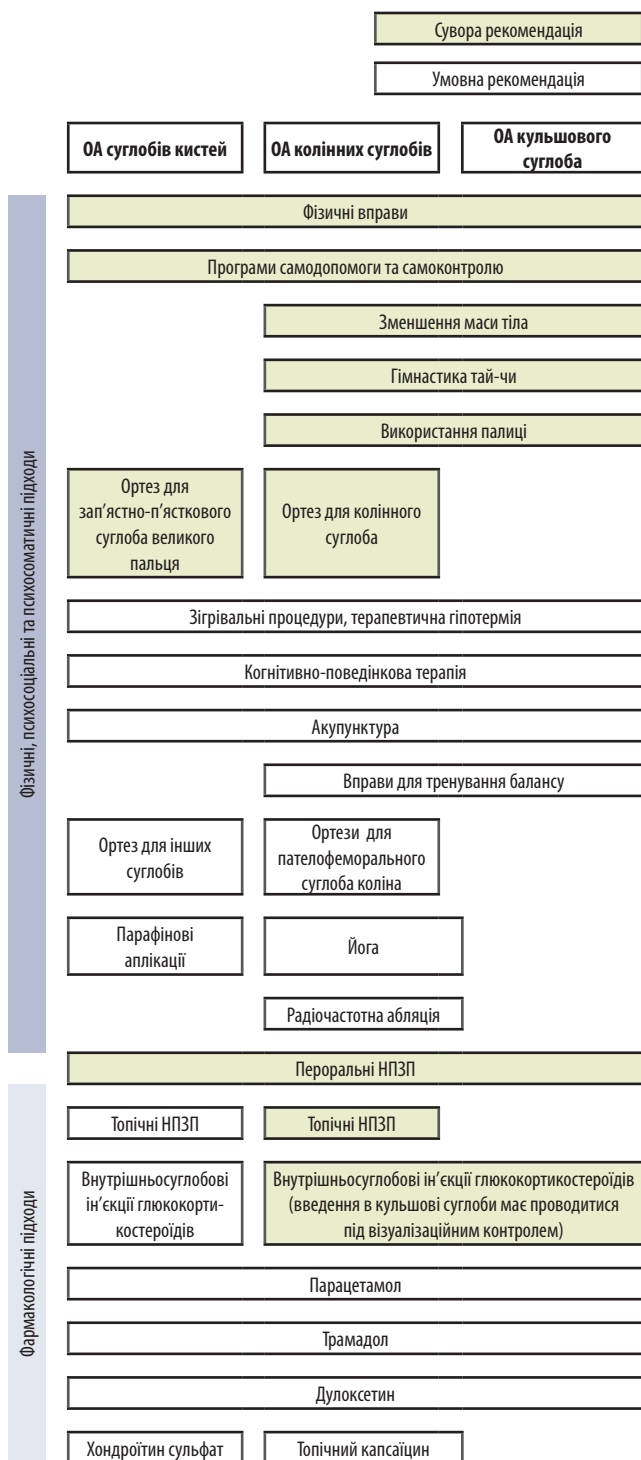 Сувора рекомендація
Умовна рекомендація
ОА суглобів кистей
ОА колінних суглобів
ОА кульшового
суглоба
Фізичні, психосоціальні та психосоматичні підходи
Фізичні вправи
Програми самодопомоги та самоконтролю
Зменшення маси тіла
Гімнастика тай-чи
Використання палиці
Ортез для
зап’ястно-п’ясткового
суглоба великого
пальця
Ортез для колінного
суглоба
Зігрівальні процедури, терапевтична гіпотермія
Когнітивно-поведінкова терапія
Акупунктура
Вправи для тренування балансу
Ортез для інших
суглобів
Ортези для
пателофеморального
суглоба коліна
Парафінові
аплікації
Йога
Радіочастотна абляція
Фармакологічні підходи
Пероральні НПЗП
Топічні НПЗП
Топічні НПЗП
Внутрішньосуглобові
ін’єкції глюкокорти-
костероїдів
Внутрішньосуглобові ін’єкції глюкокортикостероїдів
(введення в кульшові суглоби має проводитися
під візуалізаційним контролем)
Парацетамол
Трамадол
Дулоксетин
Хондроїтин сульфат
Топічний капсаїцин